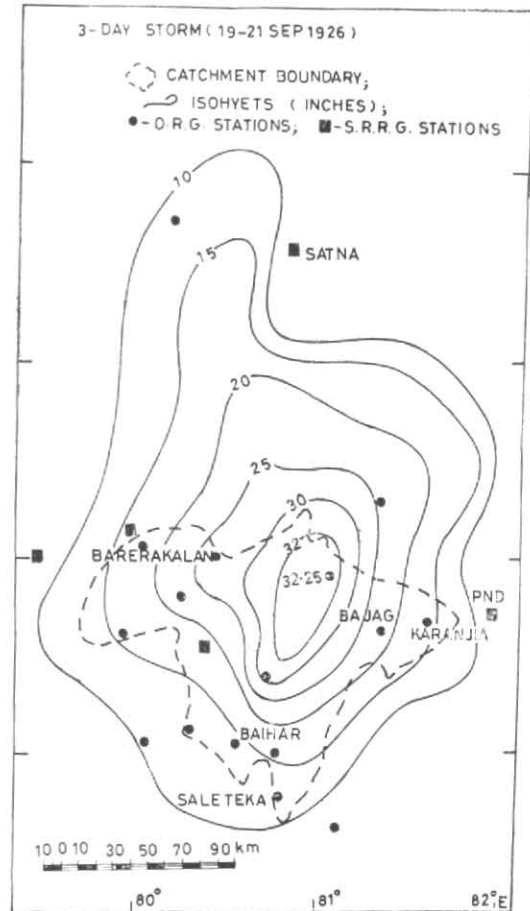 3-DAY STORM (19-21 SEP 1926)
CATCHMENT BOUNDARY;
ISOHYETS (INCHES);
●-O.R.G. STATIONS; ■-S.R.R.G. STATIONS
10
SATNA
15
20
25
30
BARERAKALAN
32
32·25
PND
BAJAG
KARANJIA
BAIHAR
SALETEKA
10 0 10 30 50 70 90 km
80°
81°
82°E